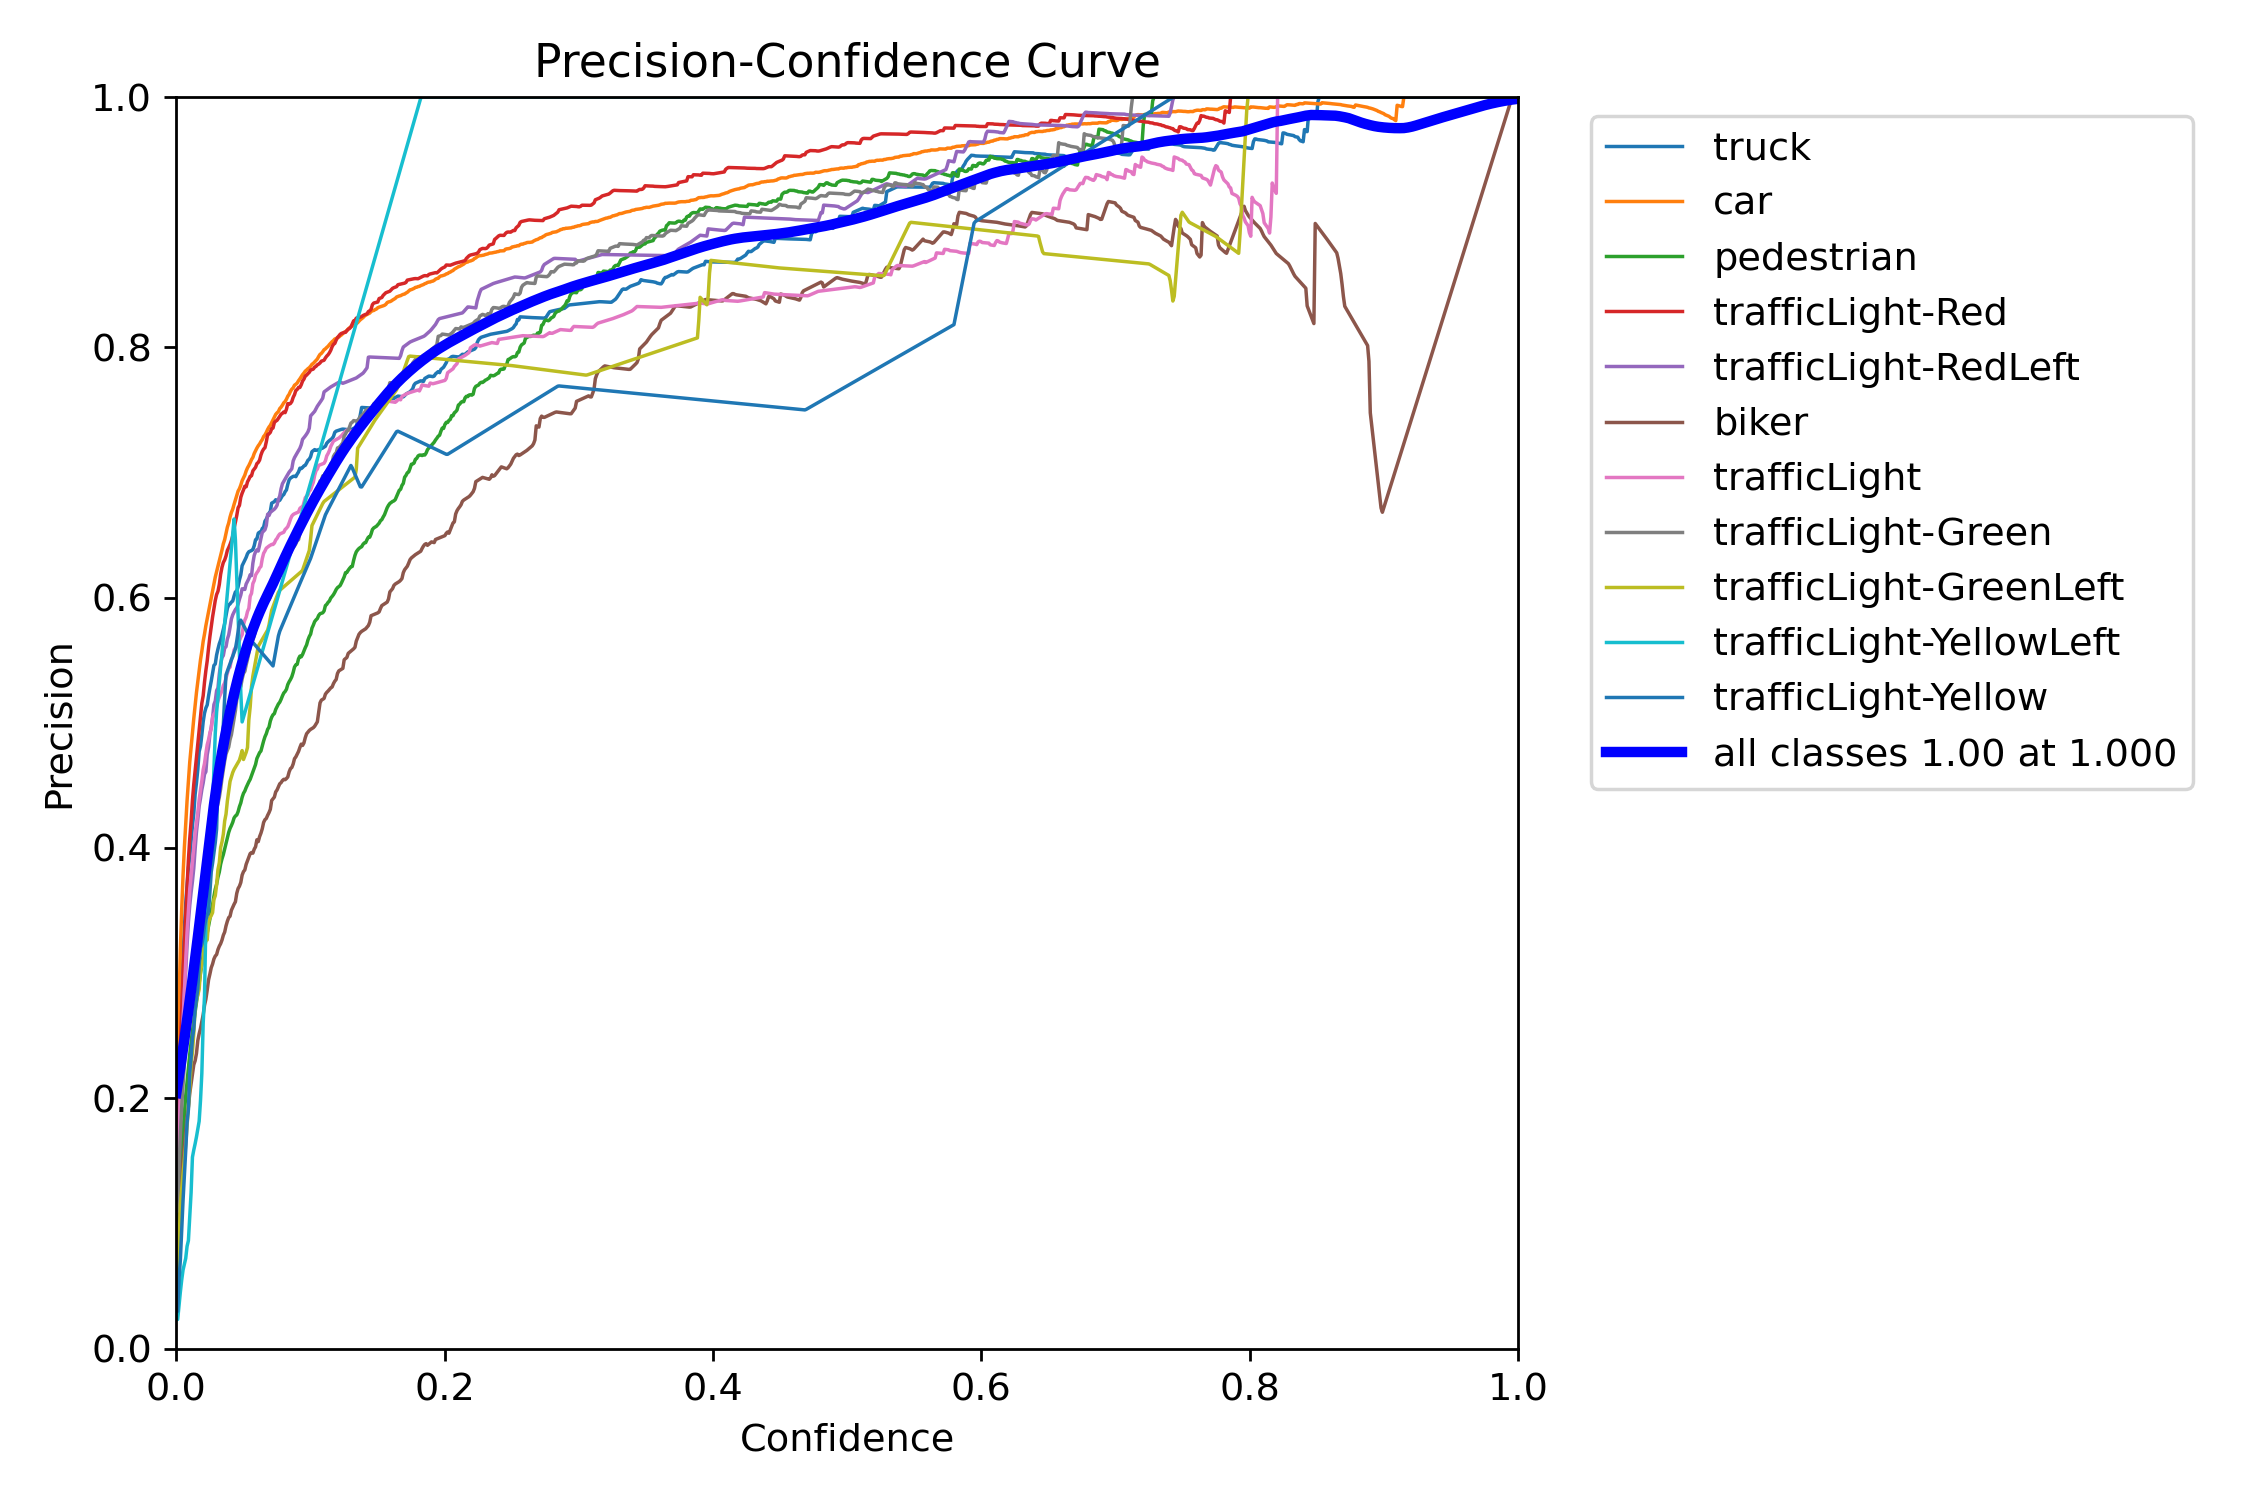 Precision-Confidence Curve
1.0
0.8
0.6
0.4
0.2
0.0
Precision
0.0 0.2 0.4 0.6 0.8 1.0
Confidence
truck
car
pedestrian
trafficLight-Red
trafficLight-RedLeft
biker
trafficLight
trafficLight-Green
trafficLight-GreenLeft
trafficLight-YellowLeft
trafficLight-Yellow
all classes 1.00 at 1.000